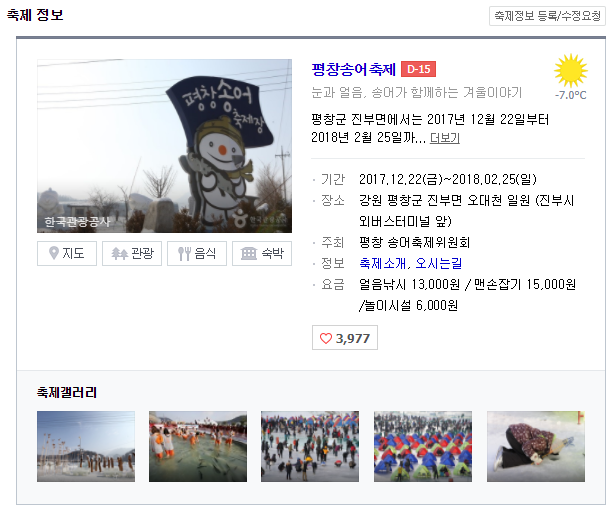 축제 정보
축제정보 등록/수정요청
평창송어
축제장
한국관광공사
한국관광공사
지도
관광
음식
숙박
평창송어축제 D-15
-7.0°C
눈과 얼음, 송어가 함께하는 겨울이야기
평창군 진부면에서는 2017년 12월 22일부터
2018년 2월 25일까... 더보기
· 기간 2017.12.22(금)~2018.02.25(일)
· 장소 강원 평창군 진부면 오대천 일원 (진부시
외버스터미널 앞)
· 주최 평창 송어축제위원회
· 정보 축제소개, 오시는길
· 요금 얼음낚시 13,000원 / 맨손잡기 15,000원
/놀이시설 6,000원
3,977
축제갤러리